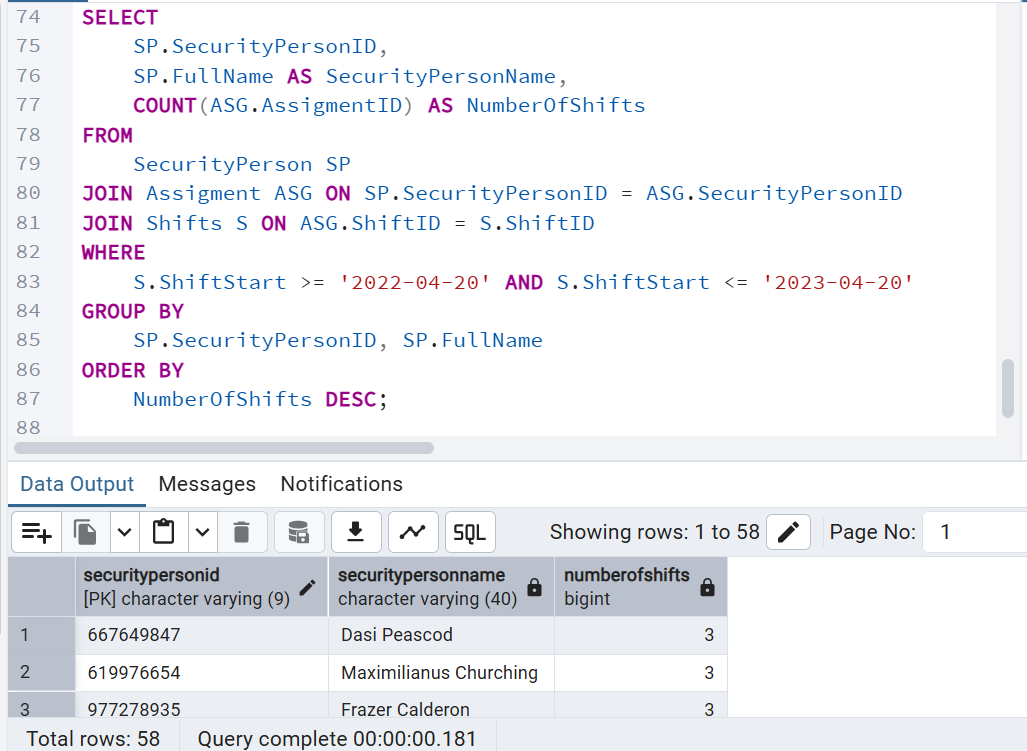 74 SELECT
75 SP.SecurityPersonID,
76 SP.FullName AS SecurityPersonName,
77 COUNT(ASG.AssigmentID) AS NumberOfShifts
78 FROM
79 SecurityPerson SP
80 JOIN Assigment ASG ON SP.SecurityPersonID = ASG.SecurityPersonID
81 JOIN Shifts S ON ASG.ShiftID = S.ShiftID
82 WHERE
83 S.ShiftStart >= '2022-04-20' AND S.ShiftStart <= '2023-04-20'
84 GROUP BY
85 SP.SecurityPersonID, SP.FullName
86 ORDER BY
87 NumberOfShifts DESC;
88
Data Output Messages Notifications
SQL Showing rows: 1 to 58 Page No: 1
securitypersonid securitypersonname numberofshifts
[PK] character varying (9) character varying (40) bigint
1 667649847 Dasi Peascod 3
2 619976654 Maximilianus Churching 3
3 977278935 Frazer Calderon 3
Total rows: 58 Query complete 00:00:00.181